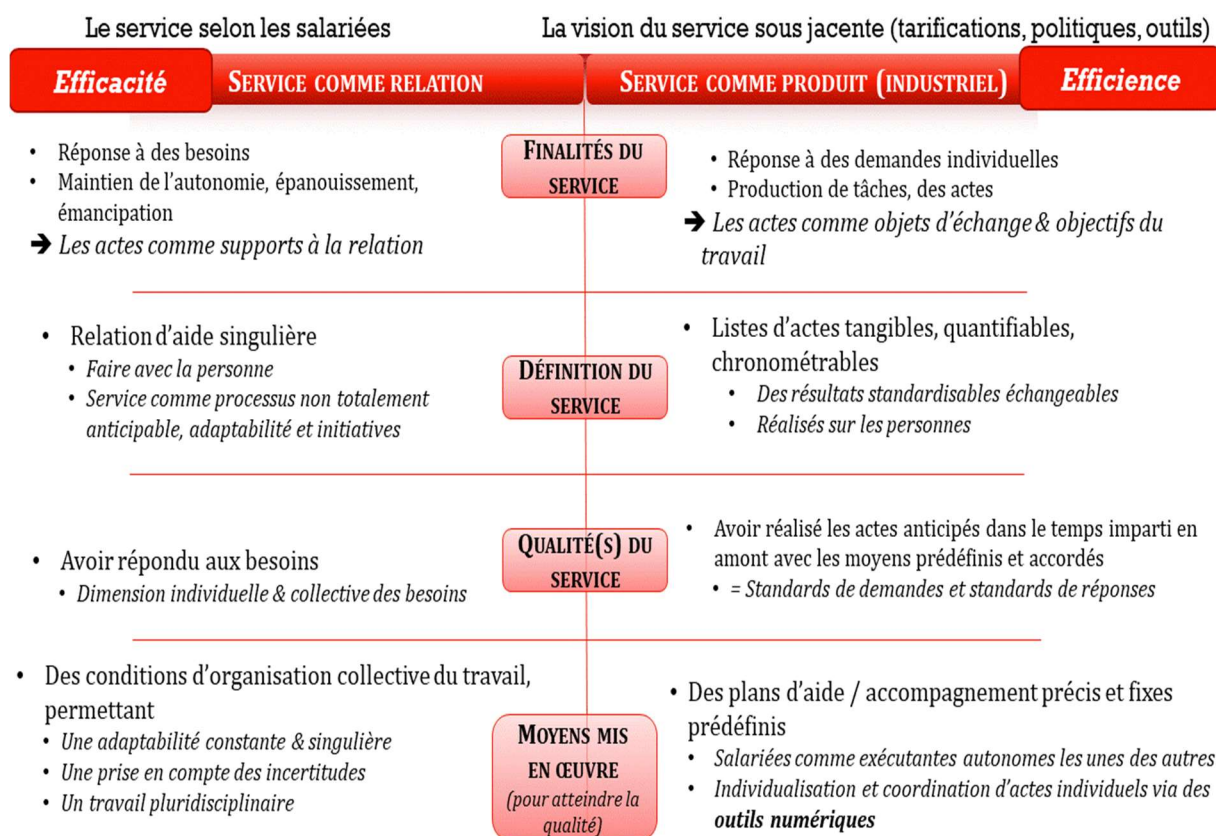 Le service selon les salariées
La vision du service sous jacente (tarifications, politiques, outils)
Efficacité
SERVICE COMME RELATION
SERVICE COMME PRODUIT (INDUSTRIEL)
Efficience
FINALITÉS DU
SERVICE
• Réponse à des besoins
• Maintien de l'autonomie, épanouissement,
émancipation
➔ Les actes comme supports à la relation
• Réponse à des demandes individuelles
• Production de tâches, des actes
➔ Les actes comme objets d'échange & objectifs du
travail
DÉFINITION DU
SERVICE
• Relation d'aide singulière
• Faire avec la personne
• Service comme processus non totalement
anticipable, adaptabilité et initiatives
• Listes d'actes tangibles, quantifiables,
chronométrables
• Des résultats standardisables échangeables
• Réalisés sur les personnes
QUALITÉ(S) DU
SERVICE
• Avoir répondu aux besoins
• Dimension individuelle & collective des besoins
• Avoir réalisé les actes anticipés dans le temps imparti en
amont avec les moyens prédéfinis et accordés
• = Standards de demandes et standards de réponses
MOYENS MIS
EN ŒUVRE
(pour atteindre la
qualité)
• Des conditions d'organisation collective du travail,
permettant
• Une adaptabilité constante & singulière
• Une prise en compte des incertitudes
• Un travail pluridisciplinaire
• Des plans d'aide / accompagnement précis et fixes
prédéfinis
• Salariées comme exécutantes autonomes les unes des autres
• Individualisation et coordination d'actes individuels via des
outils numériques